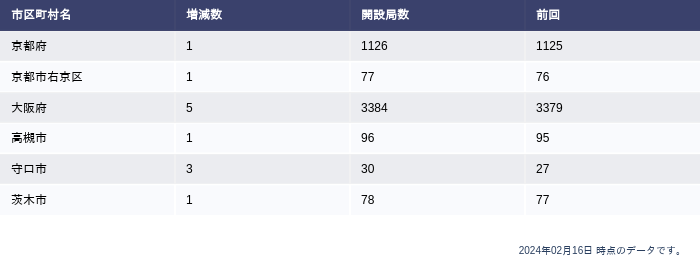 市区町村名 増減数 開設局数 前回
京都府 1 1126 1125
京都市右京区 1 77 76
大阪府 5 3384 3379
高槻市 1 96 95
守口市 3 30 27
茨木市 1 78 77
2024年02月16日 時点のデータです。